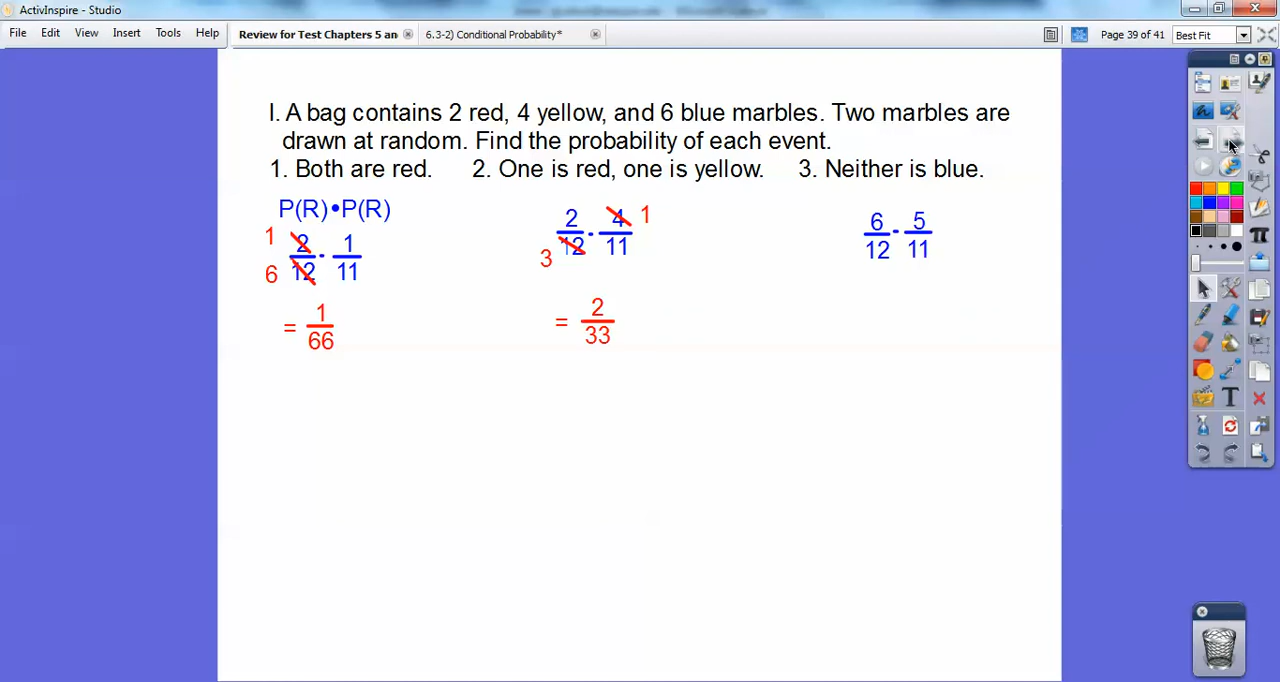 ActivInspire - Studio
File Edit View Insert Tools Help
Review for Test Chapters 5 an
6.3-2) Conditional Probability*
Page 39 of 41
Best Fit
I. A bag contains 2 red, 4 yellow, and 6 blue marbles. Two marbles are
drawn at random. Find the probability of each event.
1. Both are red. 2. One is red, one is yellow. 3. Neither is blue.
P(R)•P(R)
1 2/12 · 1/11
6
= 1/66
2/12 · 4/11 1
3
= 2/33
6/12 · 5/11